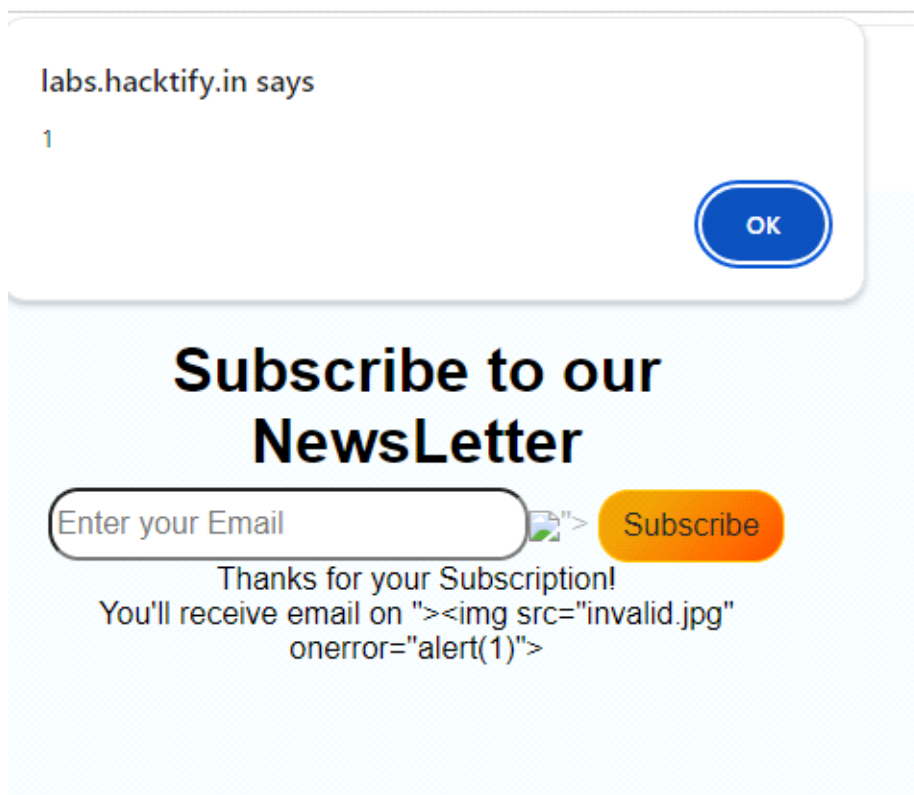 labs.hacktify.in says
1
OK
Subscribe to our
NewsLetter
Enter your Email
"> Subscribe
Thanks for your Subscription!
You'll receive email on "><img src="invalid.jpg"
onerror="alert(1)">